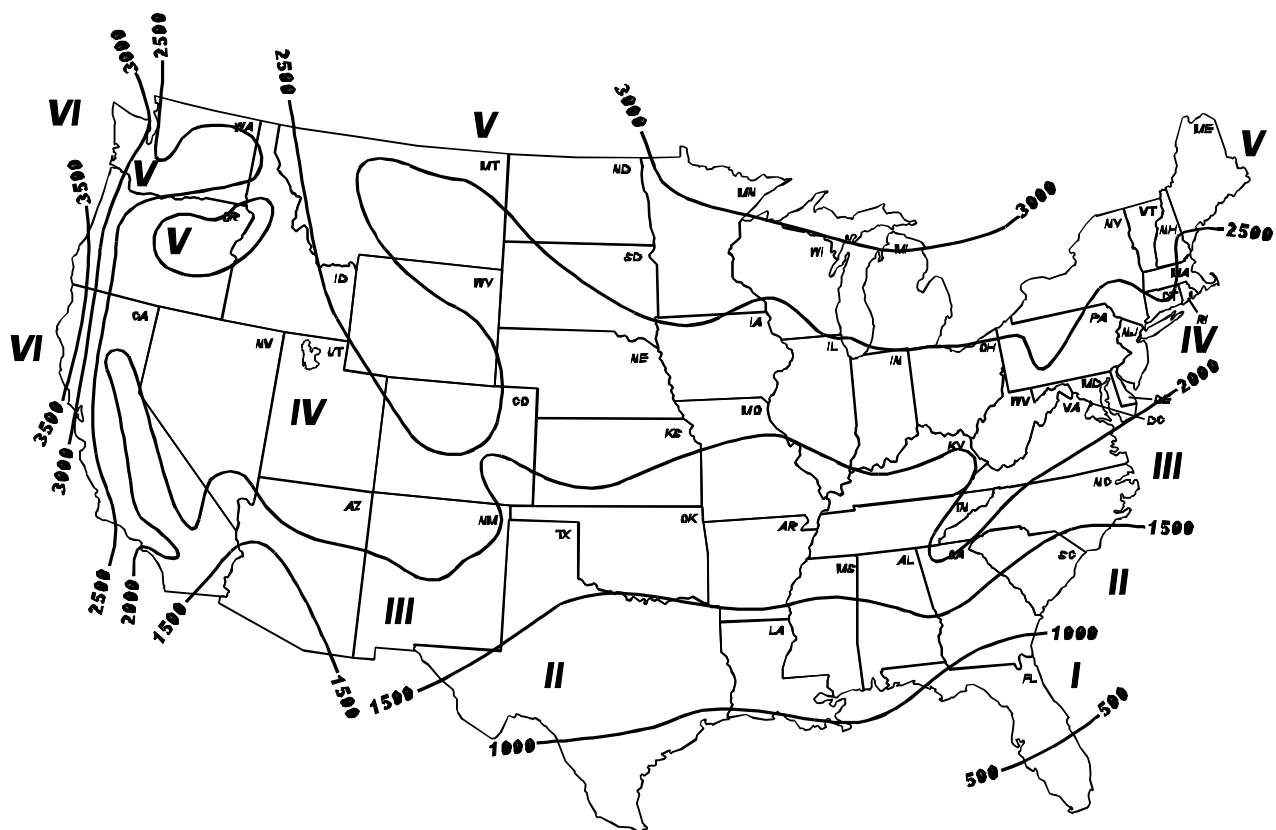 3000
2500
2500
3000
VI
V
V
V
3500
WA
MT
ND
MN
ME
3000
NY
VT
NH
2500
V
OR
ID
WY
SD
WI
MI
MA
CT
RI
CA
NV
UT
NE
IA
IL
IN
OH
PA
NJ
VI
IV
IV
2000
CO
KS
MO
WV
VA
MD
DE
DC
KY
3500
3000
III
NC
AZ
NM
TX
OK
AR
TN
GA
SC
1500
MS
AL
II
2500
2000
1500
III
LA
1000
1500
1500
II
FL
I
500
1000
500